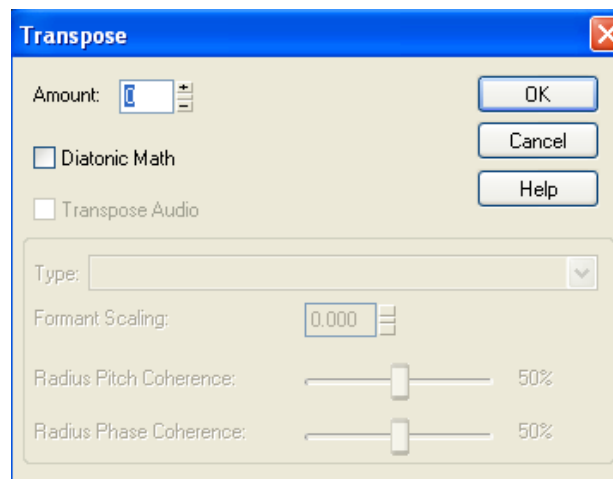 Transpose
Amount: 0
OK
Diatonic Math
Cancel
Transpose Audio
Help
Type:
Formant Scaling: 0.000
Radius Pitch Coherence: 50%
Radius Phase Coherence: 50%